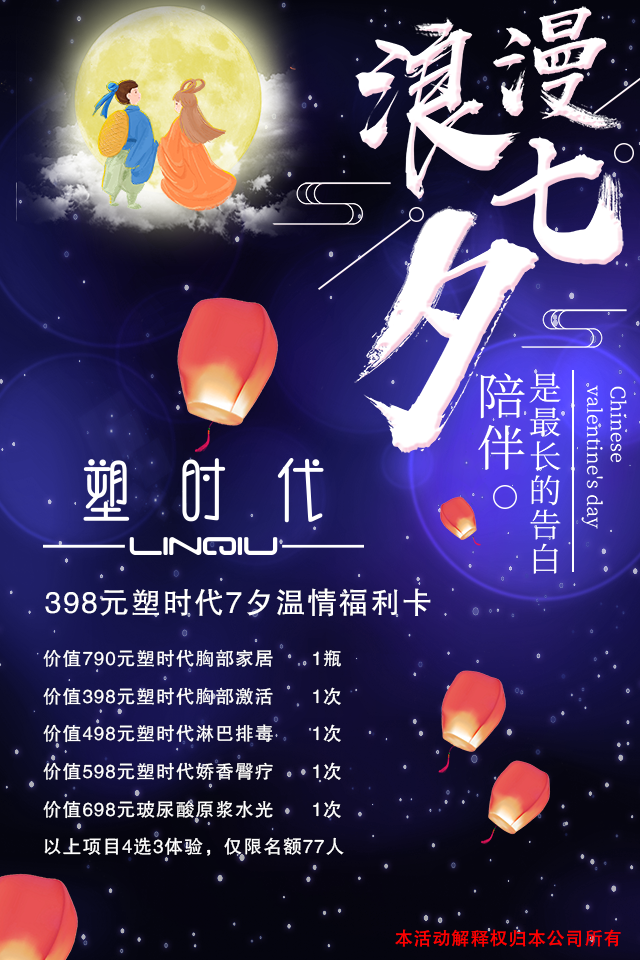 浪漫
七夕
陪伴。
是最长的告白
Chinese
valentine's day
塑时代
LINQIU
398元塑时代7夕温情福利卡
价值790元塑时代胸部家居 1瓶
价值398元塑时代胸部激活 1次
价值498元塑时代淋巴排毒 1次
价值598元塑时代娇香臀疗 1次
价值698元玻尿酸原浆水光 1次
以上项目4选3体验，仅限名额77人
本活动解释权归本公司所有